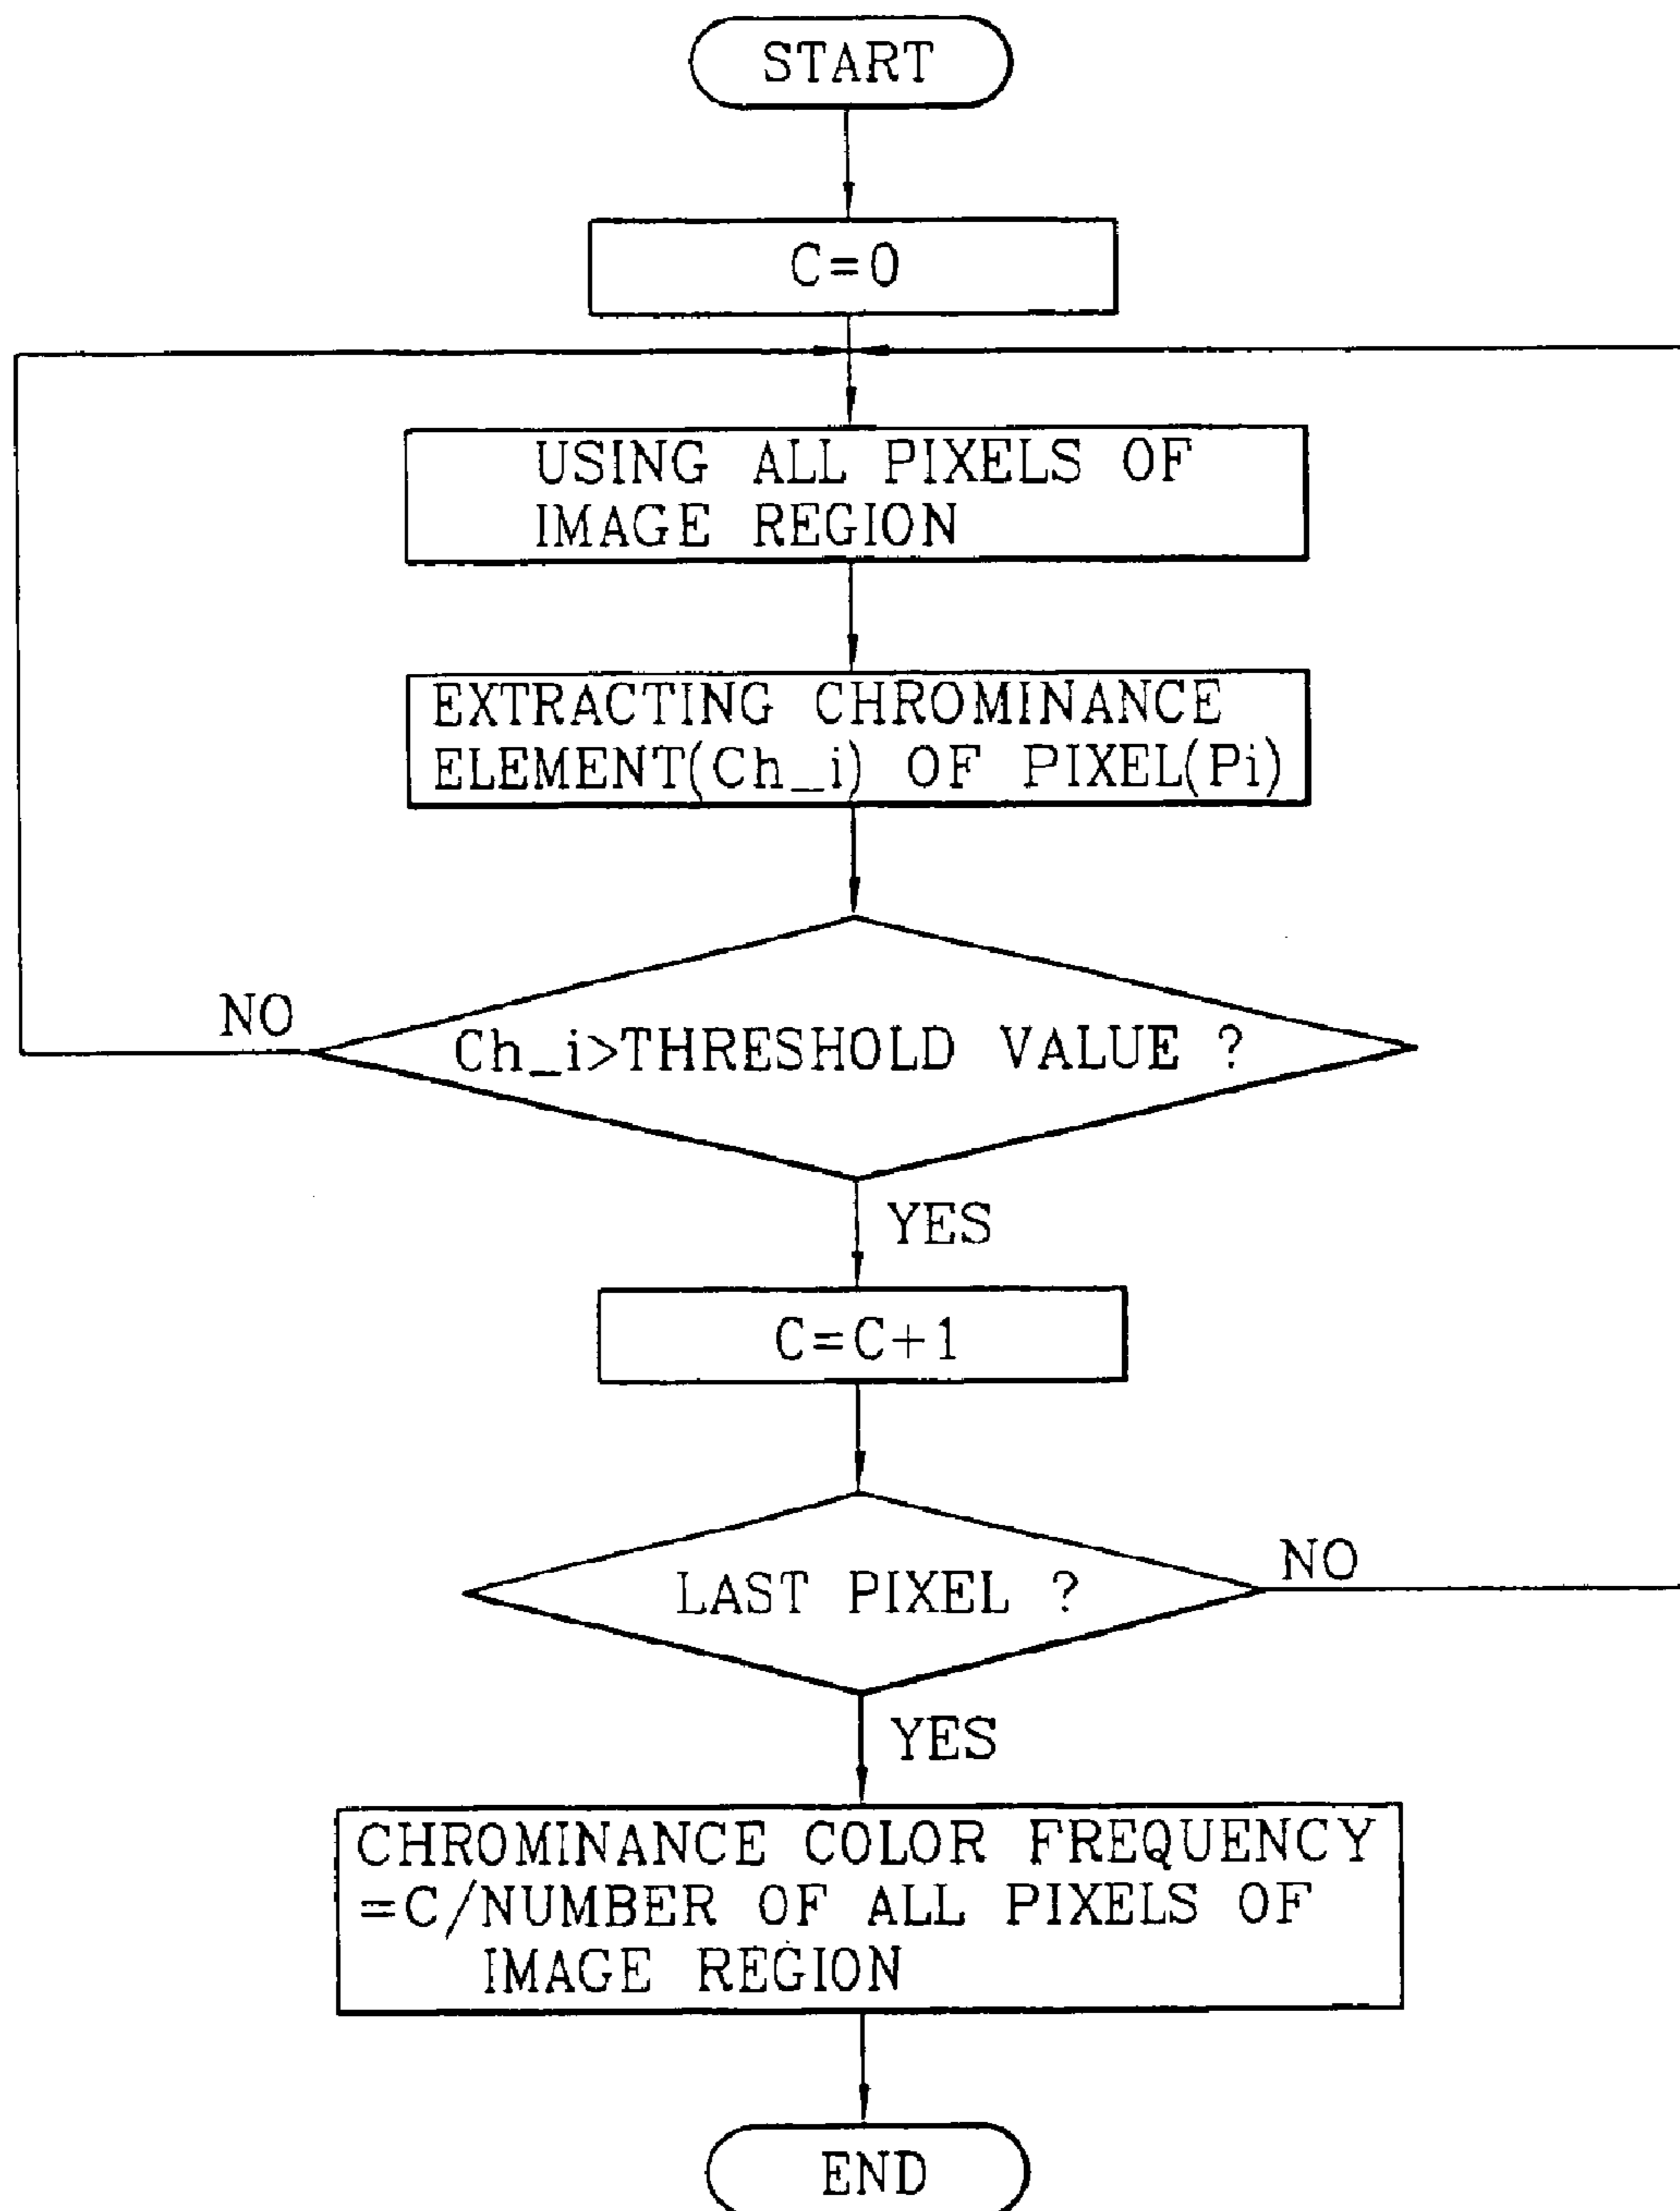 START
C=0
USING ALL PIXELS OF
IMAGE REGION
EXTRACTING CHROMINANCE
ELEMENT(Ch_i) OF PIXEL(Pi)
NO
Ch_i>THRESHOLD VALUE ?
YES
C=C+1
LAST PIXEL ?
NO
YES
CHROMINANCE COLOR FREQUENCY
=C/NUMBER OF ALL PIXELS OF
IMAGE REGION
END